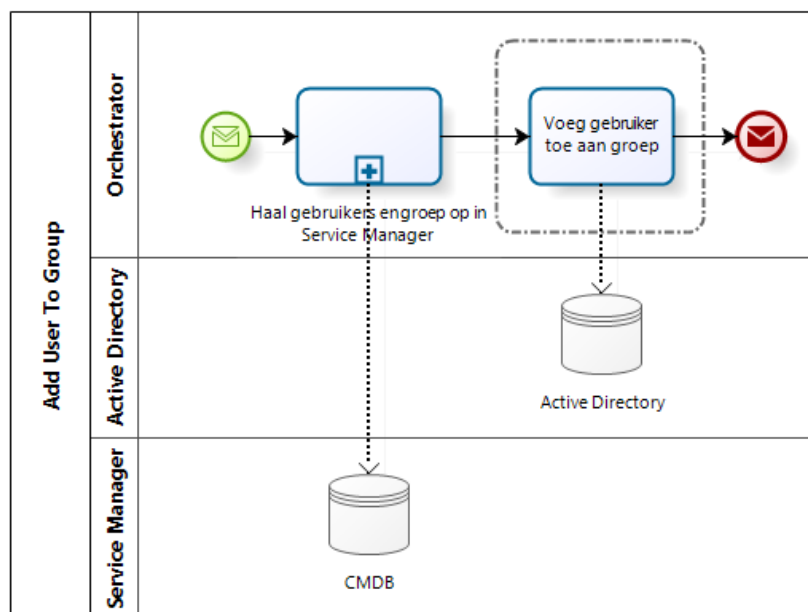 Add User To Group
Orchestrator
Voeg gebruiker
toe aan groep
Haal gebruikers engroep op in
Service Manager
Active Directory
Active Directory
Service Manager
CMDB